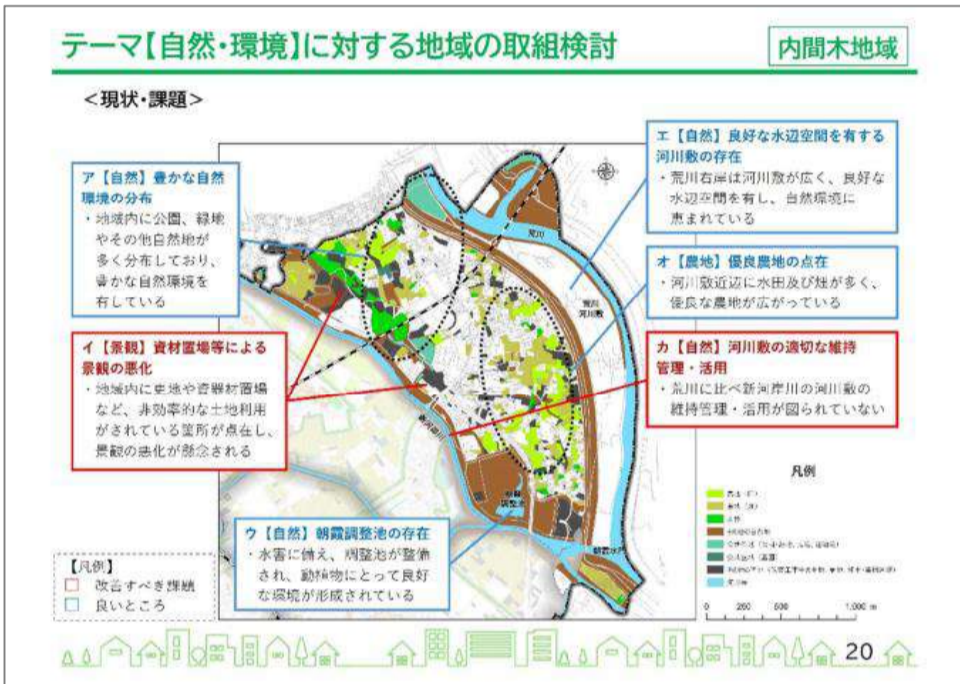 テーマ【自然・環境】に対する地域の取組検討
内間木地域
<現状・課題>
ア【自然】豊かな自然
環境の分布
・地域内に公園、緑地
やその他自然地が
多く分布しており、
豊かな自然環境を
有している
イ【景観】資材置場等による
景観の悪化
・地域内に更地や資器材置場
など、非効率的な土地利用
がされている箇所が点在し、
景観の悪化が懸念される
ウ【自然】朝霞調整池の存在
・水害に備え、調整池が整備
され、動植物にとって良好
な環境が形成されている
エ【自然】良好な水辺空間を有する
河川敷の存在
・荒川右岸は河川敷が広く、良好な
水辺空間を有し、自然環境に
恵まれている
オ【農地】優良農地の点在
・河川敷近辺に水田及び畑が多く、
優良な農地が広がっている
カ【自然】河川敷の適切な維持
管理・活用
・荒川に比べ新河岸川の河川敷の
維持管理・活用が図られていない
荒川
荒川
河川敷
新河岸川
朝霞
調整池
朝霞水門
凡例
0 250 500 1,000 m
【凡例】
改善すべき課題
良いところ
20